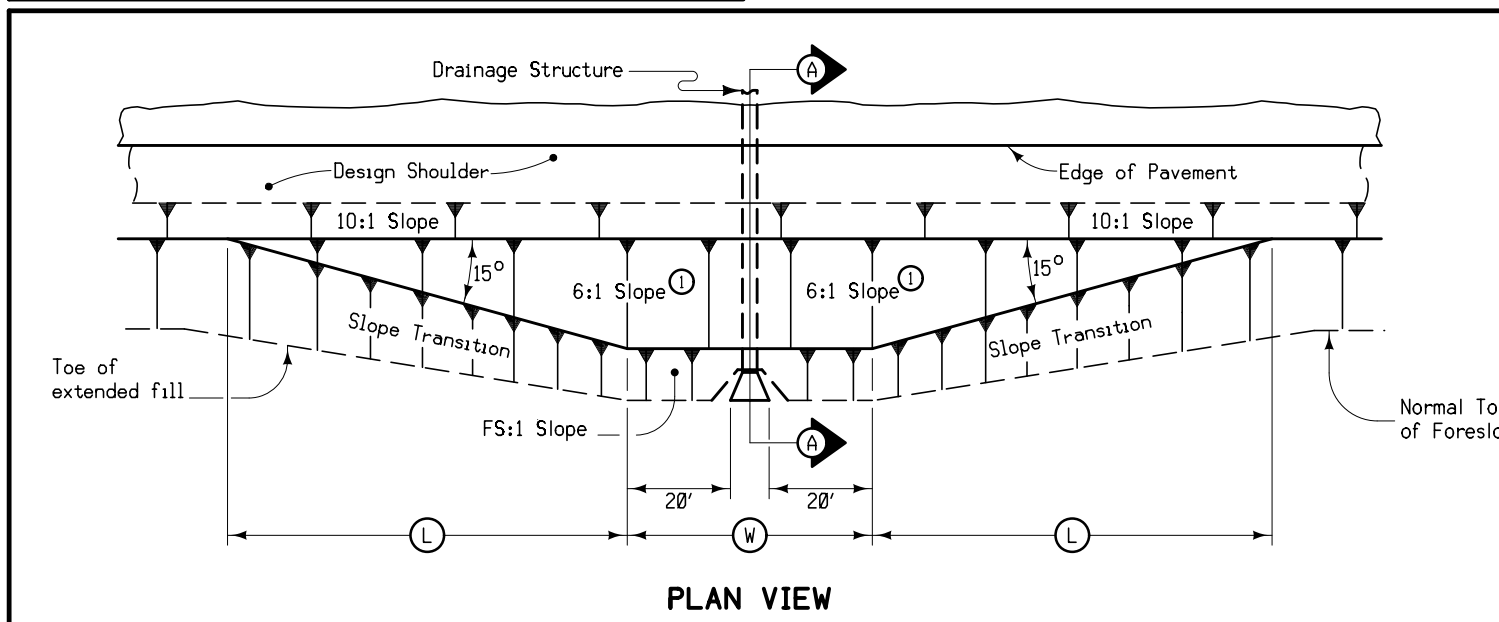 Drainage Structure
A
Design Shoulder
Edge of Pavement
10:1 Slope
10:1 Slope
15°
15°
6:1 Slope 1
6:1 Slope 1
Slope Transition
Slope Transition
Toe of
extended fill
Normal To
of Foreslo
FS:1 Slope
A
20'
20'
L
W
L
PLAN VIEW